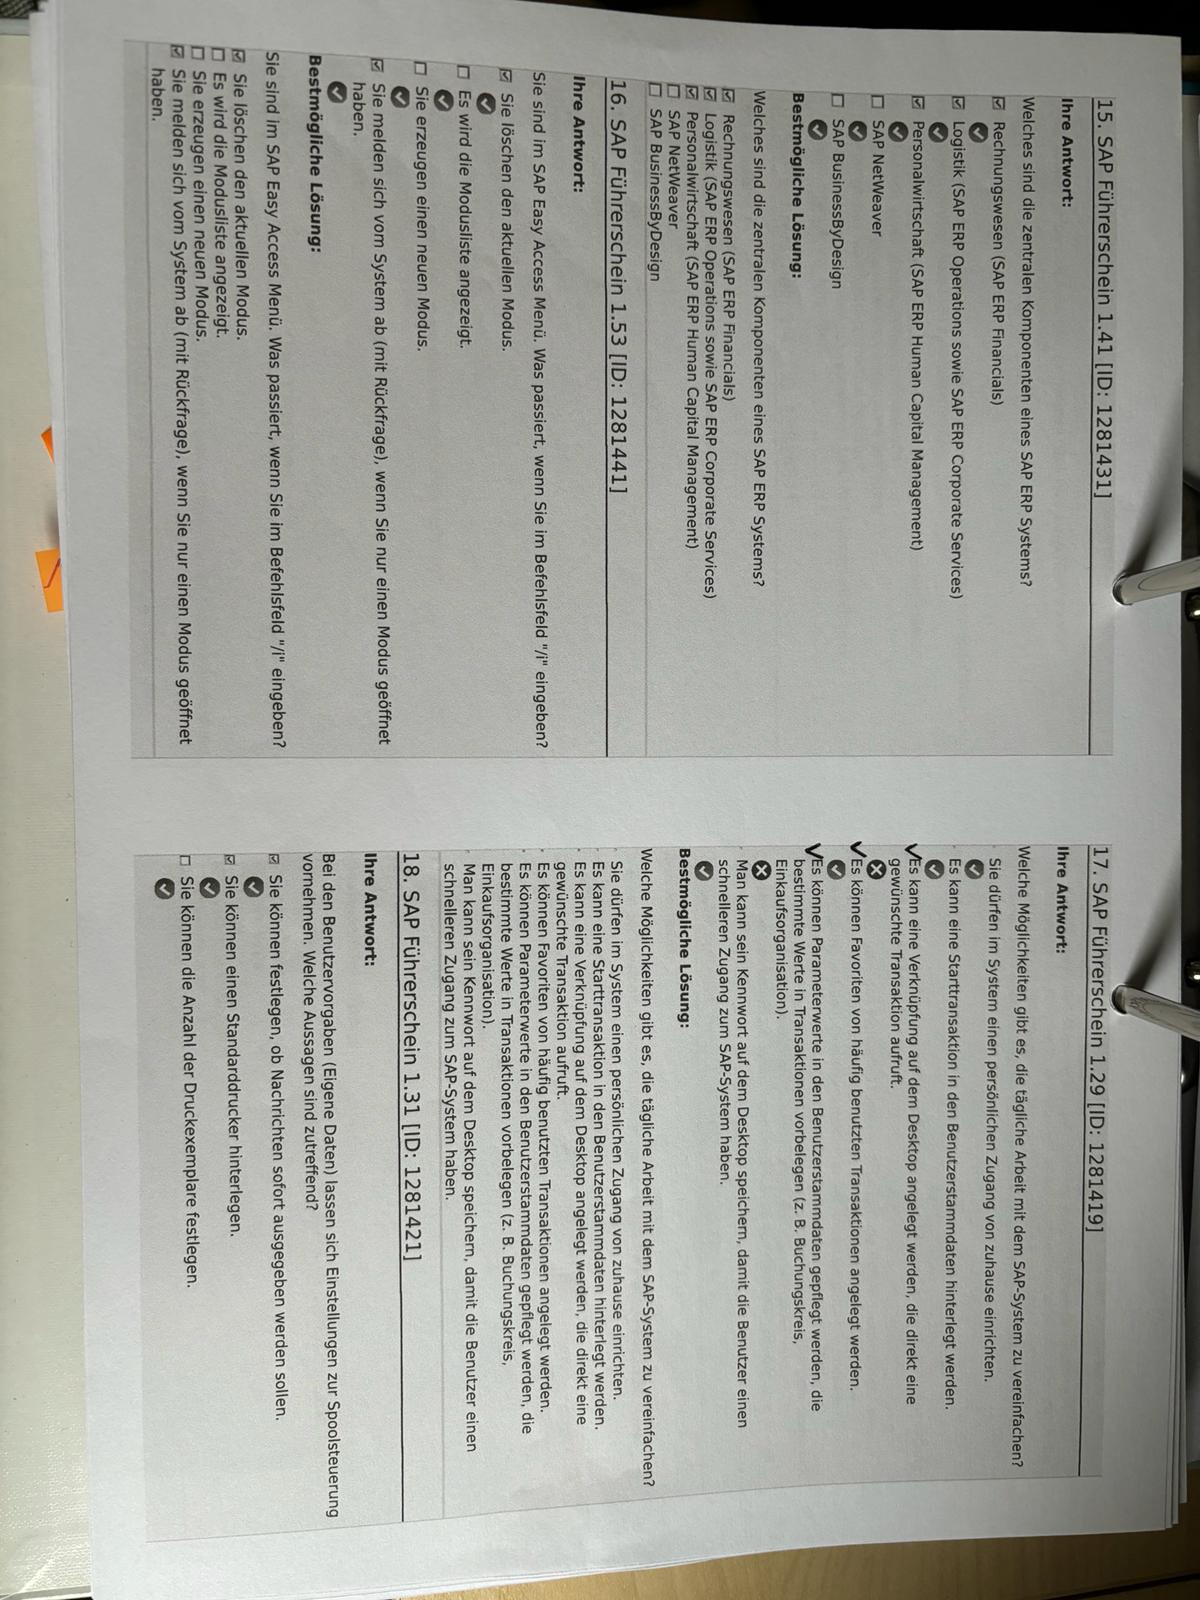 15. SAP Führerschein 1.41 [ID: 1281431]
Ihre Antwort:
Welches sind die zentralen Komponenten eines SAP ERP Systems?
Rechnungswesen (SAP ERP Financials)
Logistik (SAP ERP Operations sowie SAP ERP Corporate Services)
Personalwirtschaft (SAP ERP Human Capital Management)
SAP NetWeaver
SAP BusinessByDesign
Bestmögliche Lösung:
Welches sind die zentralen Komponenten eines SAP ERP Systems?
Rechnungswesen (SAP ERP Financials)
Logistik (SAP ERP Operations sowie SAP ERP Corporate Services)
Personalwirtschaft (SAP ERP Human Capital Management)
SAP NetWeaver
SAP BusinessByDesign
16. SAP Führerschein 1.53 [ID: 1281441]
Ihre Antwort:
Sie sind im SAP Easy Access Menü. Was passiert, wenn Sie im Befehlsfeld "/i" eingeben?
Sie löschen den aktuellen Modus.
Es wird die Modusliste angezeigt.
Sie erzeugen einen neuen Modus.
Sie melden sich vom System ab (mit Rückfrage), wenn Sie nur einen Modus geöffnet
haben.
Bestmögliche Lösung:
Sie sind im SAP Easy Access Menü. Was passiert, wenn Sie im Befehlsfeld "/i" eingeben?
Sie löschen den aktuellen Modus.
Es wird die Modusliste angezeigt.
Sie erzeugen einen neuen Modus.
Sie melden sich vom System ab (mit Rückfrage), wenn Sie nur einen Modus geöffnet
haben.
17. SAP Führerschein 1.29 [ID: 1281419]
Ihre Antwort:
Welche Möglichkeiten gibt es, die tägliche Arbeit mit dem SAP-System zu vereinfachen?
Sie dürfen im System einen persönlichen Zugang von zuhause einrichten.
Es kann eine Starttransaktion in den Benutzerstammdaten hinterlegt werden.
Es kann eine Verknüpfung auf dem Desktop angelegt werden, die direkt eine
gewünschte Transaktion aufruft.
Es können Favoriten von häufig benutzten Transaktionen angelegt werden.
Es können Parameterwerte in den Benutzerstammdaten gepflegt werden, die
bestimmte Werte in Transaktionen vorbelegen (z. B. Buchungskreis,
Einkaufsorganisation).
Man kann sein Kennwort auf dem Desktop speichern, damit die Benutzer einen
schnelleren Zugang zum SAP-System haben.
Bestmögliche Lösung:
Welche Möglichkeiten gibt es, die tägliche Arbeit mit dem SAP-System zu vereinfachen?
Sie dürfen im System einen persönlichen Zugang von zuhause einrichten.
Es kann eine Starttransaktion in den Benutzerstammdaten hinterlegt werden.
Es kann eine Verknüpfung auf dem Desktop angelegt werden, die direkt eine
gewünschte Transaktion aufruft.
Es können Favoriten von häufig benutzten Transaktionen angelegt werden.
Es können Parameterwerte in den Benutzerstammdaten gepflegt werden, die
bestimmte Werte in Transaktionen vorbelegen (z. B. Buchungskreis,
Einkaufsorganisation).
Man kann sein Kennwort auf dem Desktop speichern, damit die Benutzer einen
schnelleren Zugang zum SAP-System haben.
18. SAP Führerschein 1.31 [ID: 1281421]
Ihre Antwort:
Bei den Benutzervorgaben (Eigene Daten) lassen sich Einstellungen zur Spoolsteuerung
vornehmen. Welche Aussagen sind zutreffend?
Sie können festlegen, ob Nachrichten sofort ausgegeben werden sollen.
Sie können einen Standarddrucker hinterlegen.
Sie können die Anzahl der Druckexemplare festlegen.